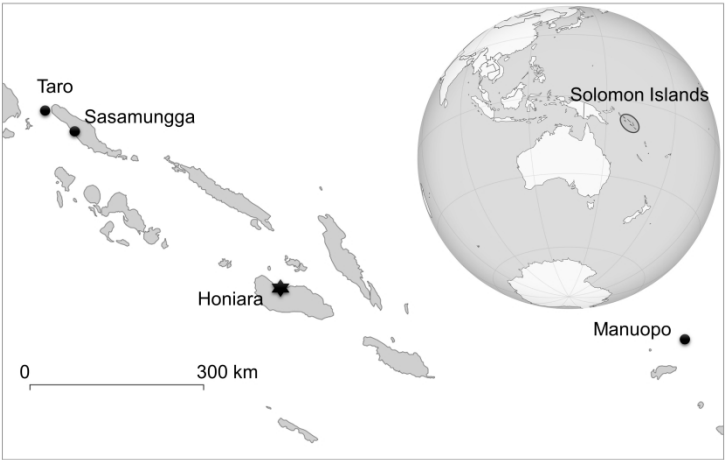 Taro
Sasamungga
Solomon Islands
Honiara
Manuopo
0 300 km